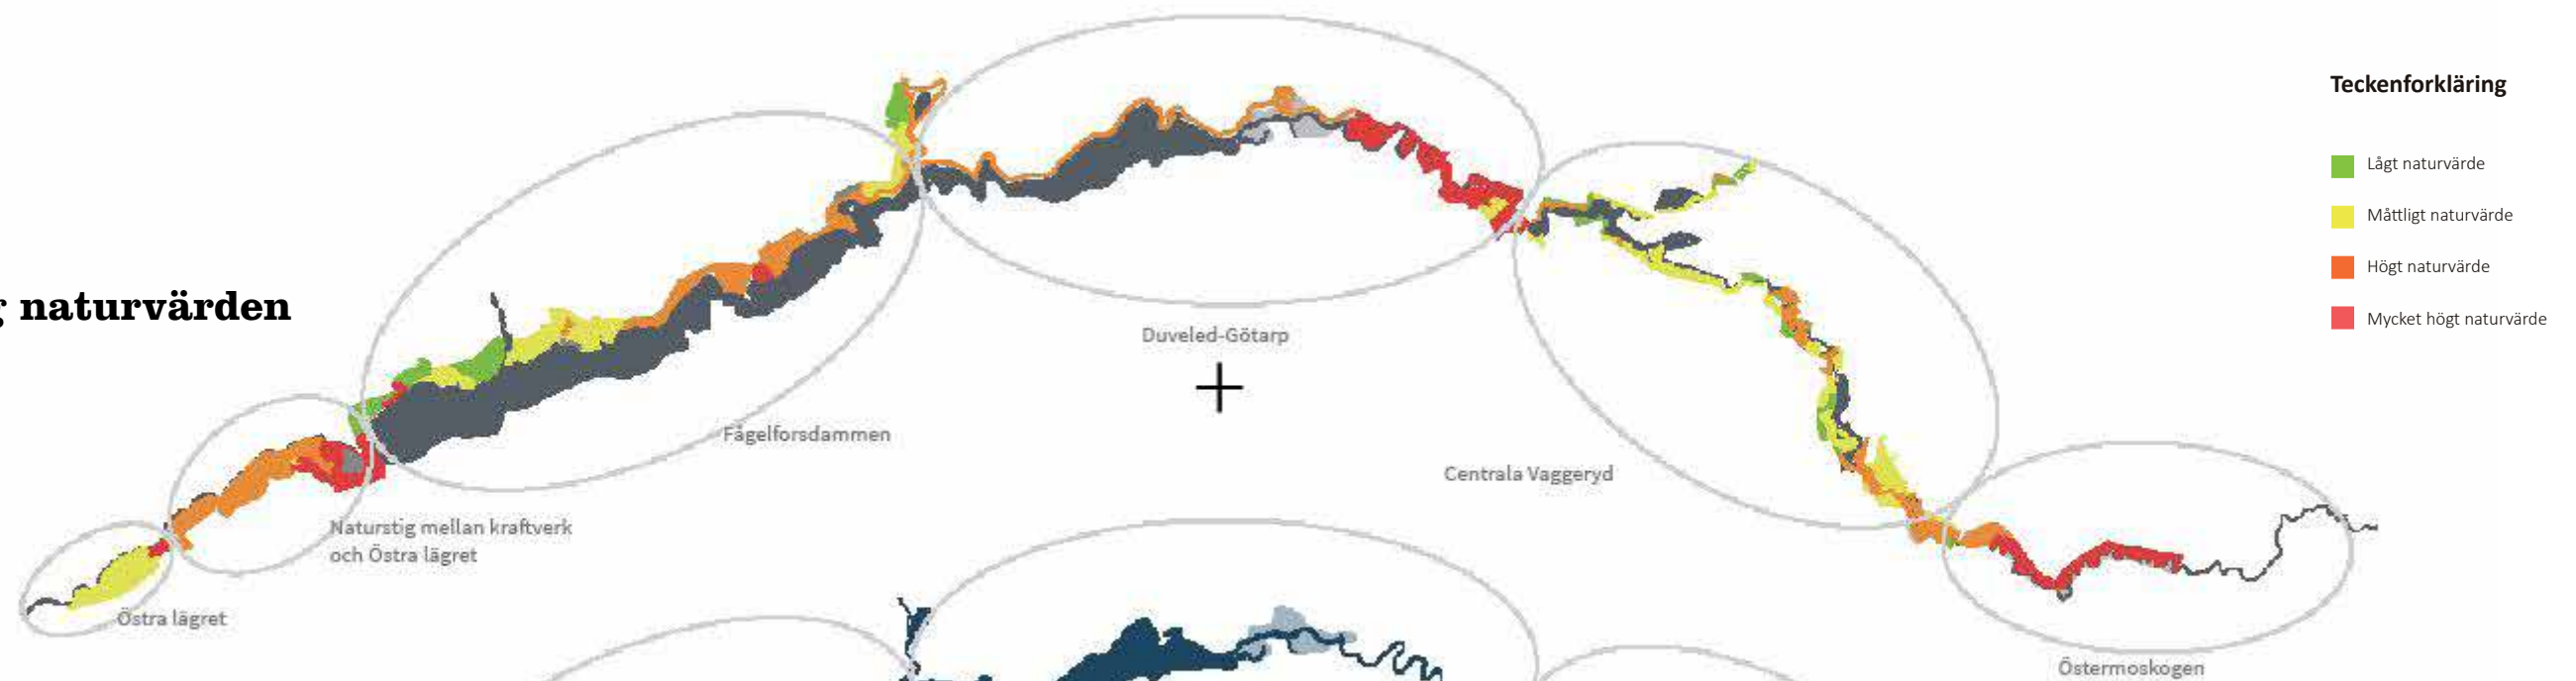 naturvärden
Teckenforkläring
Lågt naturvärde
Måttligt naturvärde
Högt naturvärde
Mycket högt naturvärde
Duveled-Götarp
Fågelforsdammen
Centrala Vaggeryd
Naturstig mellan kraftverk
och Östra lägret
Östra lägret
Östermoskogen